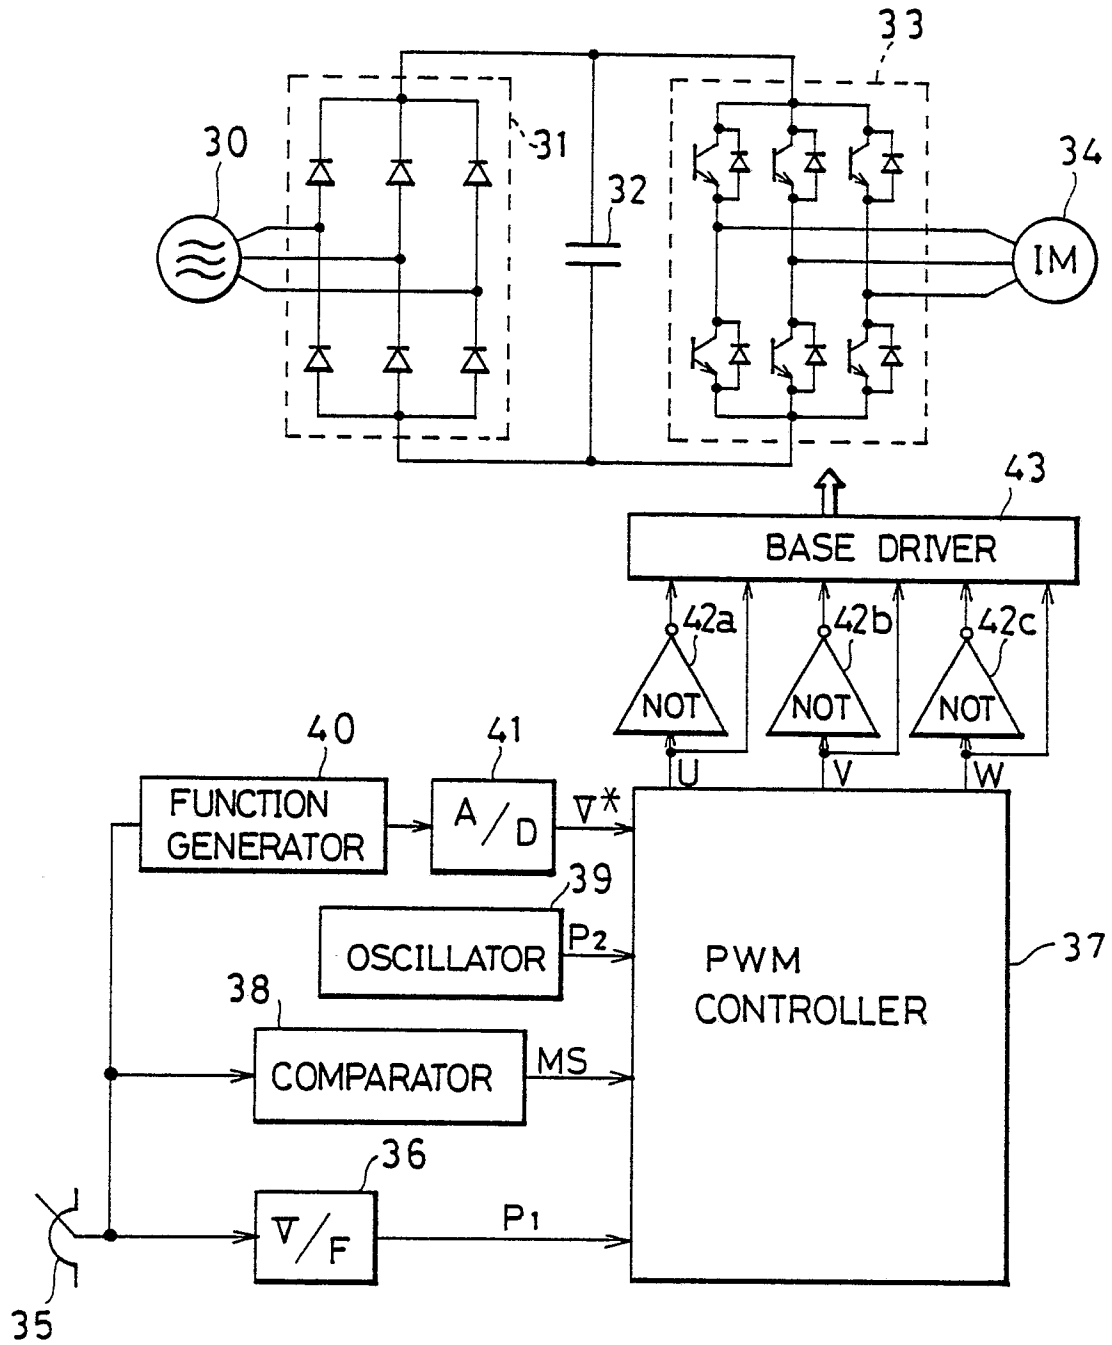 33
31
30
32
34
IM
43
BASE DRIVER
42a
42b
42c
NOT
NOT
NOT
U
V
W
40
41
FUNCTION
GENERATOR
A/D
V*
39
OSCILLATOR
P2
PWM
CONTROLLER
37
38
COMPARATOR
MS
36
V/F
P1
35